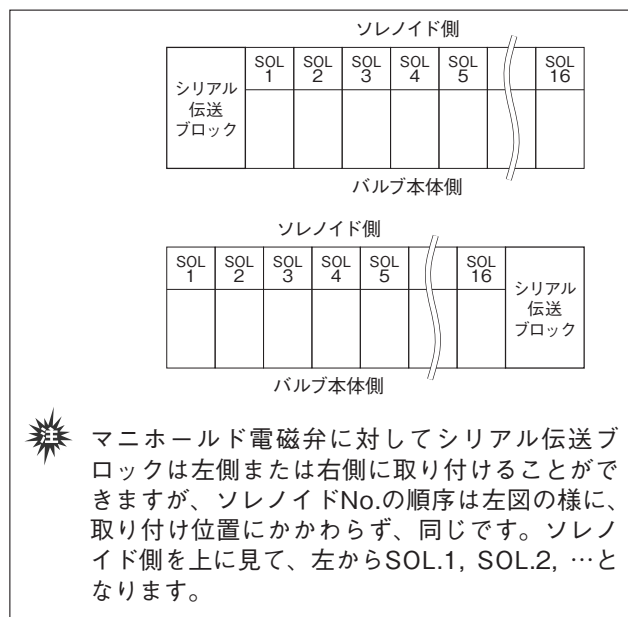 ソレノイド側
シリアル
伝送
ブロック
SOL
1
SOL
2
SOL
3
SOL
4
SOL
5
SOL
16
バルブ本体側
ソレノイド側
SOL
1
SOL
2
SOL
3
SOL
4
SOL
5
SOL
16
シリアル
伝送
ブロック
バルブ本体側
注
マニホールド電磁弁に対してシリアル伝送ブ
ロックは左側または右側に取り付けることがで
きますが、ソレノイドNo.の順序は左図の様に、
取り付け位置にかかわらず、同じです。ソレノ
イド側を上に見て、左からSOL.1, SOL.2, …と
なります。